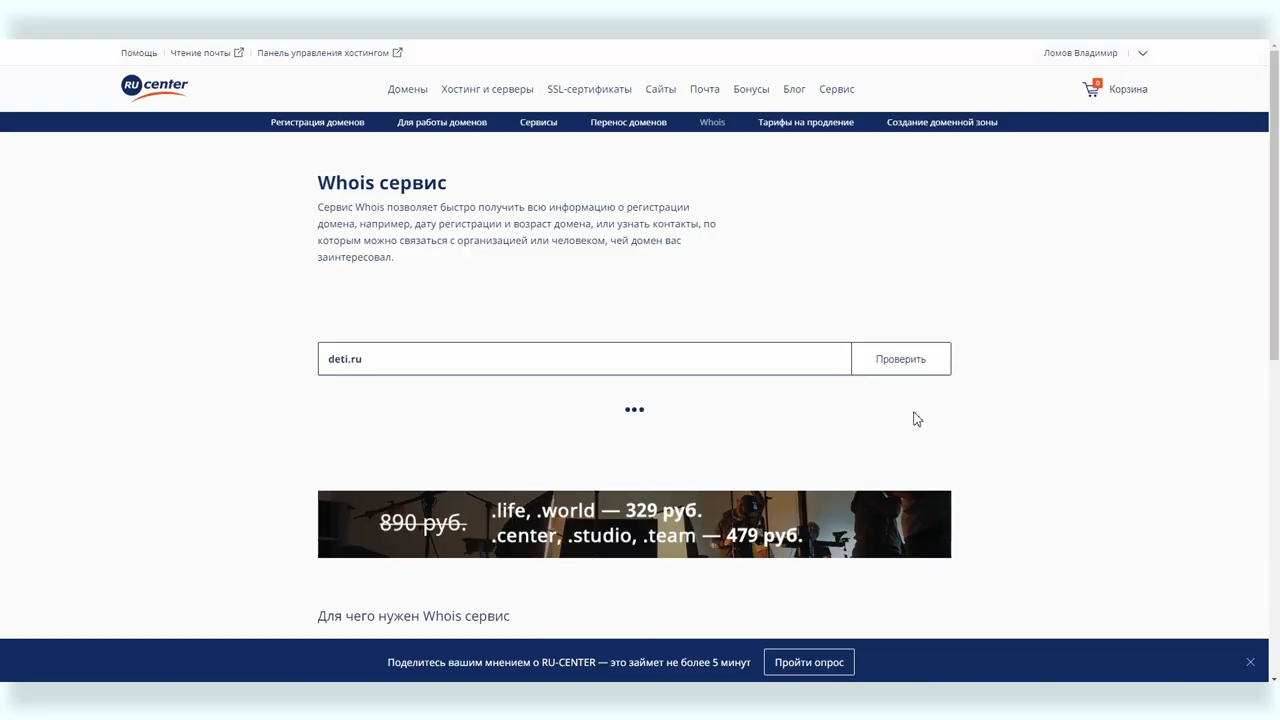 Помощь
Чтение почты
Панель управления хостингом
Ломов Владимир
RU center
Домены
Хостинг и серверы
SSL-сертификаты
Сайты
Почта
Бонусы
Блог
Сервис
0
Корзина
Регистрация доменов
Для работы доменов
Сервисы
Перенос доменов
Whois
Тарифы на продление
Создание доменной зоны
Whois сервис
Сервис Whois позволяет быстро получить всю информацию о регистрации
домена, например, дату регистрации и возраст домена, или узнать контакты, по
которым можно связаться с организацией или человеком, чей домен вас
заинтересовал.
deti.ru
Проверить
890 руб.
.life, .world — 329 руб.
.center, .studio, .team — 479 руб.
Для чего нужен Whois сервис
Поделитесь вашим мнением о RU-CENTER — это займет не более 5 минут
Пройти опрос